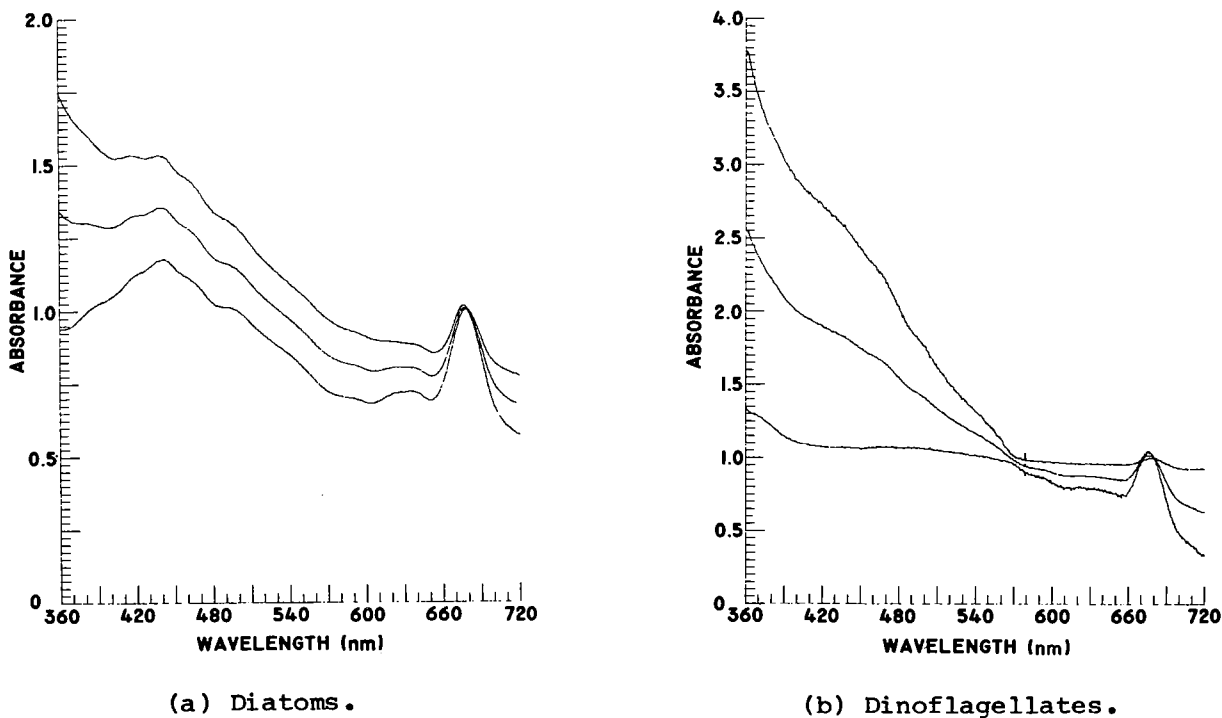 2.0
1.5
1.0
0.5
0
ABSORBANCE
360 420 480 540 600 660 720
WAVELENGTH (nm)
(a) Diatoms.
4.0
3.5
3.0
2.5
2.0
1.5
1.0
0.5
0
ABSORBANCE
360 420 480 540 600 660 720
WAVELENGTH (nm)
(b) Dinoflagellates.